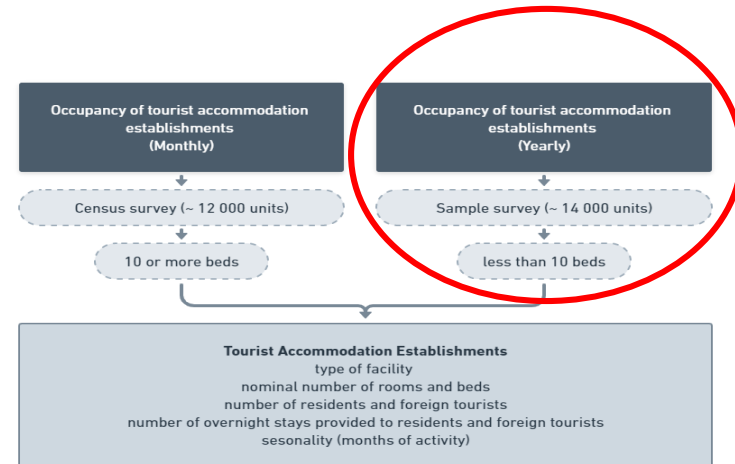 Occupancy of tourist accommodation
establishments
(Monthly)
Occupancy of tourist accommodation
establishments
(Yearly)
Census survey (~ 12 000 units)
Sample survey (~ 14 000 units)
10 or more beds
less than 10 beds
Tourist Accommodation Establishments
type of facility
nominal number of rooms and beds
number of residents and foreign tourists
number of overnight stays provided to residents and foreign tourists
sesonality (months of activity)